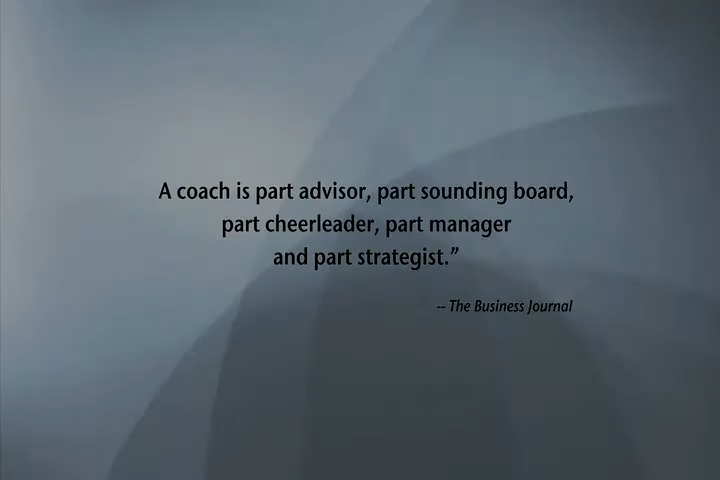 A coach is part advisor, part sounding board,
part cheerleader, part manager
and part strategist.”
-- The Business Journal